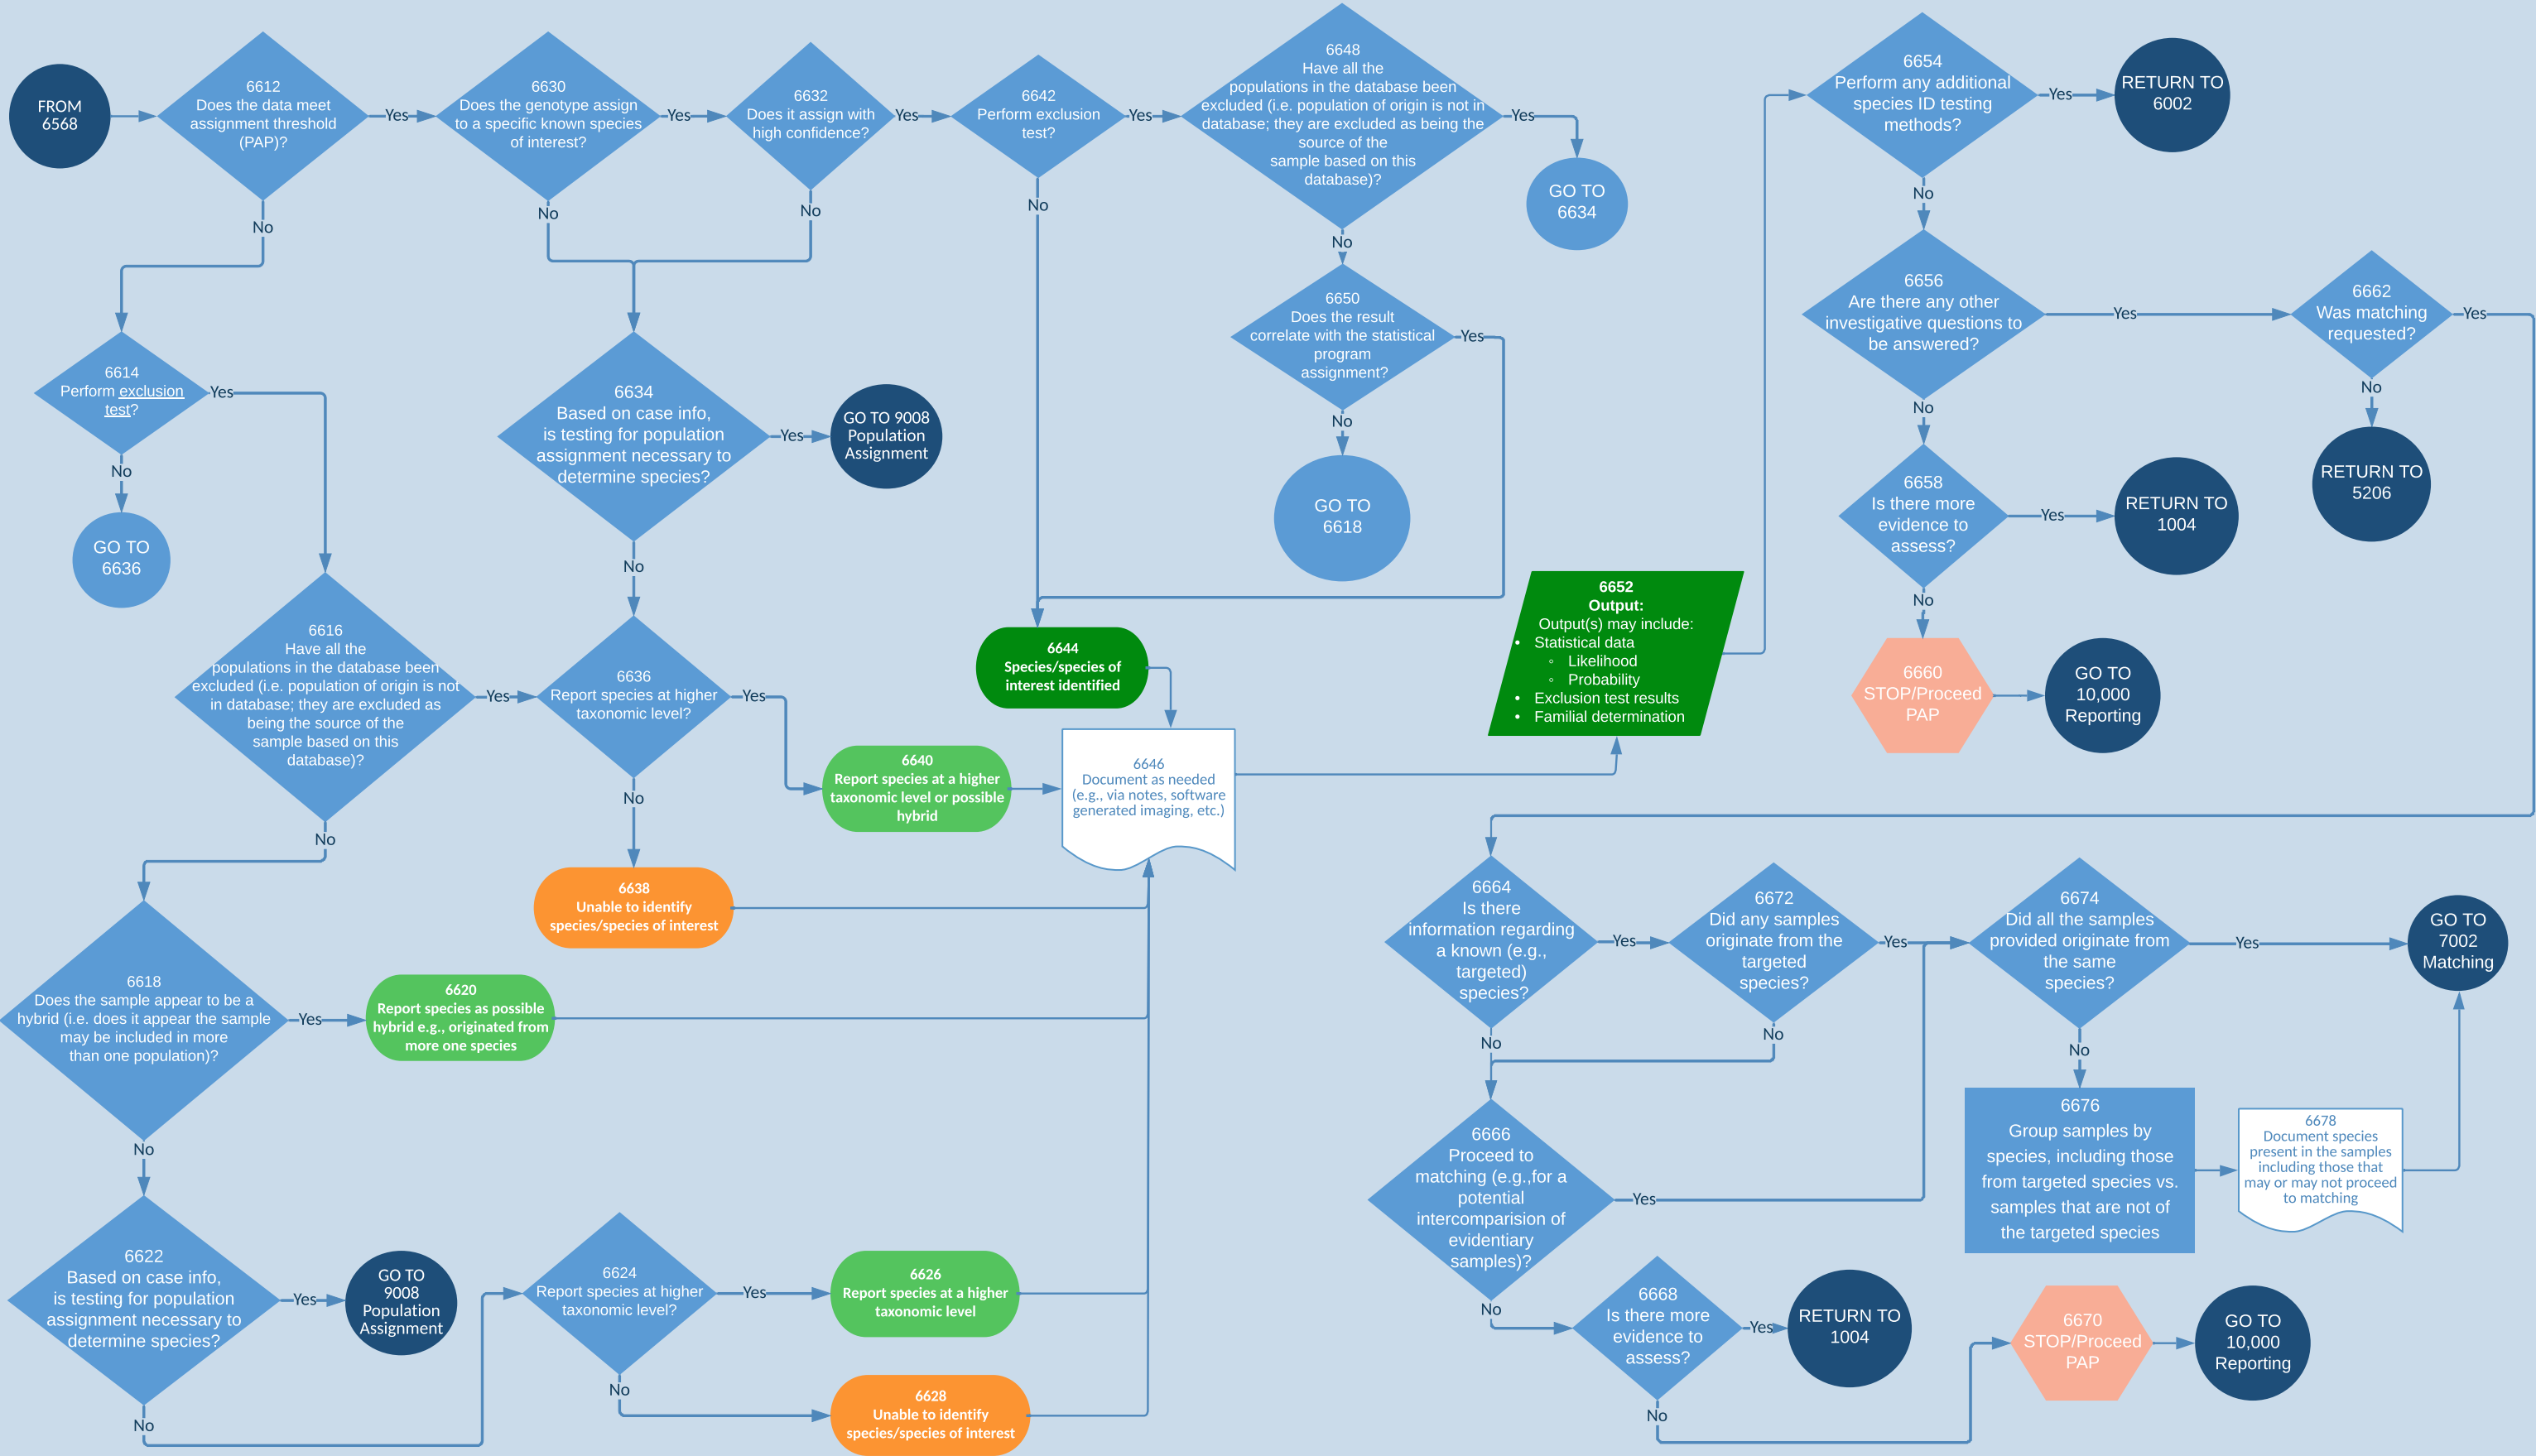 FROM
6568
6612
Does the data meet
assignment threshold
(PAP)?
Yes
No
6630
Does the genotype assign
to a specific known species
of interest?
Yes
No
6632
Does it assign with
high confidence?
Yes
No
6642
Perform exclusion
test?
Yes
No
6648
Have all the
populations in the database been
excluded (i.e. population of origin is not in
database; they are excluded as being the
source of the
sample based on this
database)?
Yes
No
GO TO
6634
6650
Does the result
correlate with the statistical
program
assignment?
Yes
No
GO TO
6618
6614
Perform exclusion
test?
Yes
No
GO TO
6636
6616
Have all the
populations in the database been
excluded (i.e. population of origin is not
in database; they are excluded as
being the source of the
sample based on this
database)?
Yes
No
6634
Based on case info,
is testing for population
assignment necessary to
determine species?
Yes
No
GO TO 9008
Population
Assignment
6636
Report species at higher
taxonomic level?
Yes
No
6638
Unable to identify
species/species of interest
6640
Report species at a higher
taxonomic level or possible
hybrid
6644
Species/species of
interest identified
6646
Document as needed
(e.g., via notes, software
generated imaging, etc.)
6652
Output:
Output(s) may include:
• Statistical data
◦ Likelihood
◦ Probability
• Exclusion test results
• Familial determination
6618
Does the sample appear to be a
hybrid (i.e. does it appear the sample
may be included in more
than one population)?
Yes
No
6620
Report species as possible
hybrid e.g., originated from
more one species
6622
Based on case info,
is testing for population
assignment necessary to
determine species?
Yes
No
GO TO
9008
Population
Assignment
6624
Report species at higher
taxonomic level?
Yes
No
6626
Report species at a higher
taxonomic level
6628
Unable to identify
species/species of interest
6654
Perform any additional
species ID testing
methods?
Yes
No
RETURN TO
6002
6656
Are there any other
investigative questions to
be answered?
Yes
No
6662
Was matching
requested?
Yes
No
RETURN TO
5206
6658
Is there more
evidence to
assess?
Yes
No
RETURN TO
1004
6660
STOP/Proceed
PAP
GO TO
10,000
Reporting
6664
Is there
information regarding
a known (e.g.,
targeted)
species?
Yes
No
6672
Did any samples
originate from the
targeted
species?
Yes
No
6674
Did all the samples
provided originate from
the same
species?
Yes
No
GO TO
7002
Matching
6666
Proceed to
matching (e.g.,for a
potential
intercomparision of
evidentiary
samples)?
Yes
No
6676
Group samples by
species, including those
from targeted species vs.
samples that are not of
the targeted species
6678
Document species
present in the samples
including those that
may or may not proceed
to matching
6668
Is there more
evidence to
assess?
Yes
No
RETURN TO
1004
6670
STOP/Proceed
PAP
GO TO
10,000
Reporting